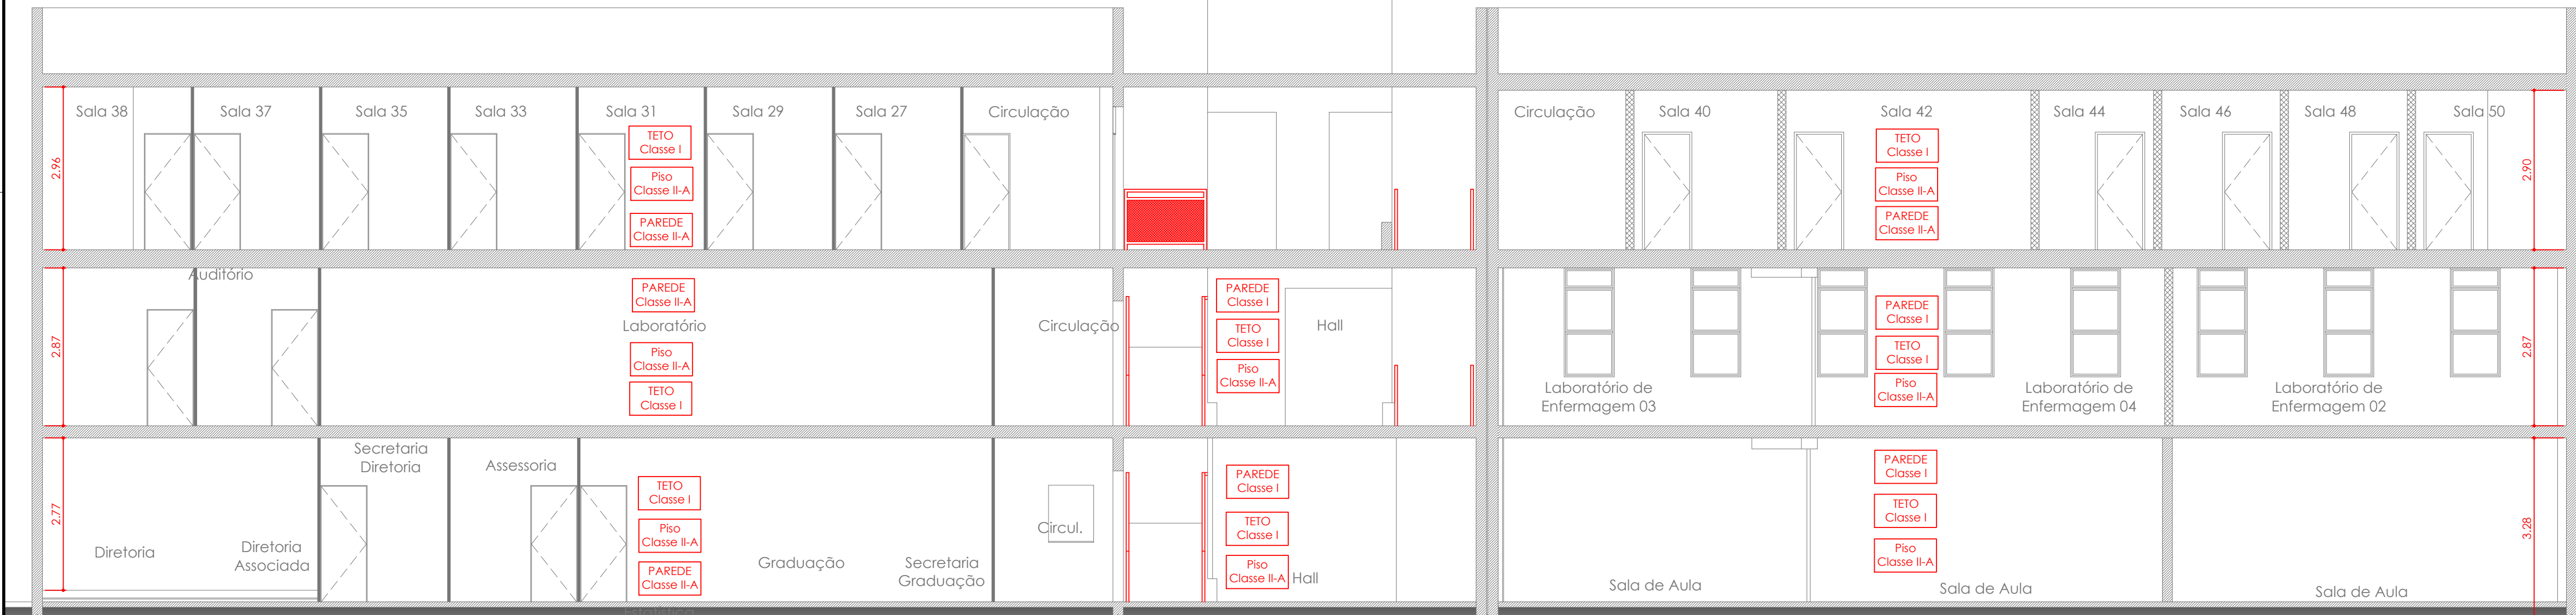 Sala 38
Sala 37
Sala 35
Sala 33
Sala 31
Sala 29
Sala 27
Circulação
TETO
Classe I
Piso
Classe II-A
PAREDE
Classe II-A
2.96
Circulação
Sala 40
Sala 42
Sala 44
Sala 46
Sala 48
Sala 50
TETO
Classe I
Piso
Classe II-A
PAREDE
Classe II-A
2.90
Auditório
2.87
PAREDE
Classe II-A
Laboratório
Piso
Classe II-A
TETO
Classe I
Circulação
PAREDE
Classe I
TETO
Classe I
Piso
Classe II-A
Hall
Laboratório de
Enfermagem 03
PAREDE
Classe I
TETO
Classe I
Piso
Classe II-A
Laboratório de
Enfermagem 04
Laboratório de
Enfermagem 02
2.87
2.77
Diretoria
Diretoria
Associada
Secretaria
Diretoria
Assessoria
TETO
Classe I
Piso
Classe II-A
PAREDE
Classe II-A
Graduação
Secretaria
Graduação
Circul.
PAREDE
Classe I
TETO
Classe I
Piso
Classe II-A
Hall
Sala de Aula
PAREDE
Classe I
TETO
Classe I
Piso
Classe II-A
Sala de Aula
Sala de Aula
3.28